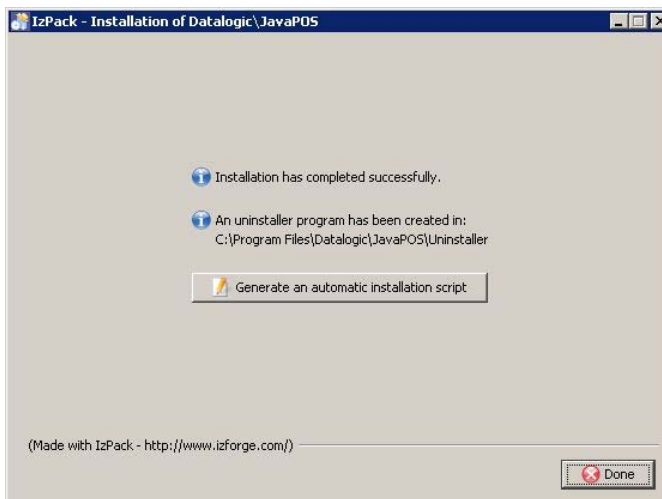 IzPack - Installation of Datalogic\JavaPOS
Installation has completed successfully.
An uninstaller program has been created in:
C:\Program Files\Datalogic\JavaPOS\Uninstaller
Generate an automatic installation script
(Made with IzPack - http://www.izforge.com/)
Done